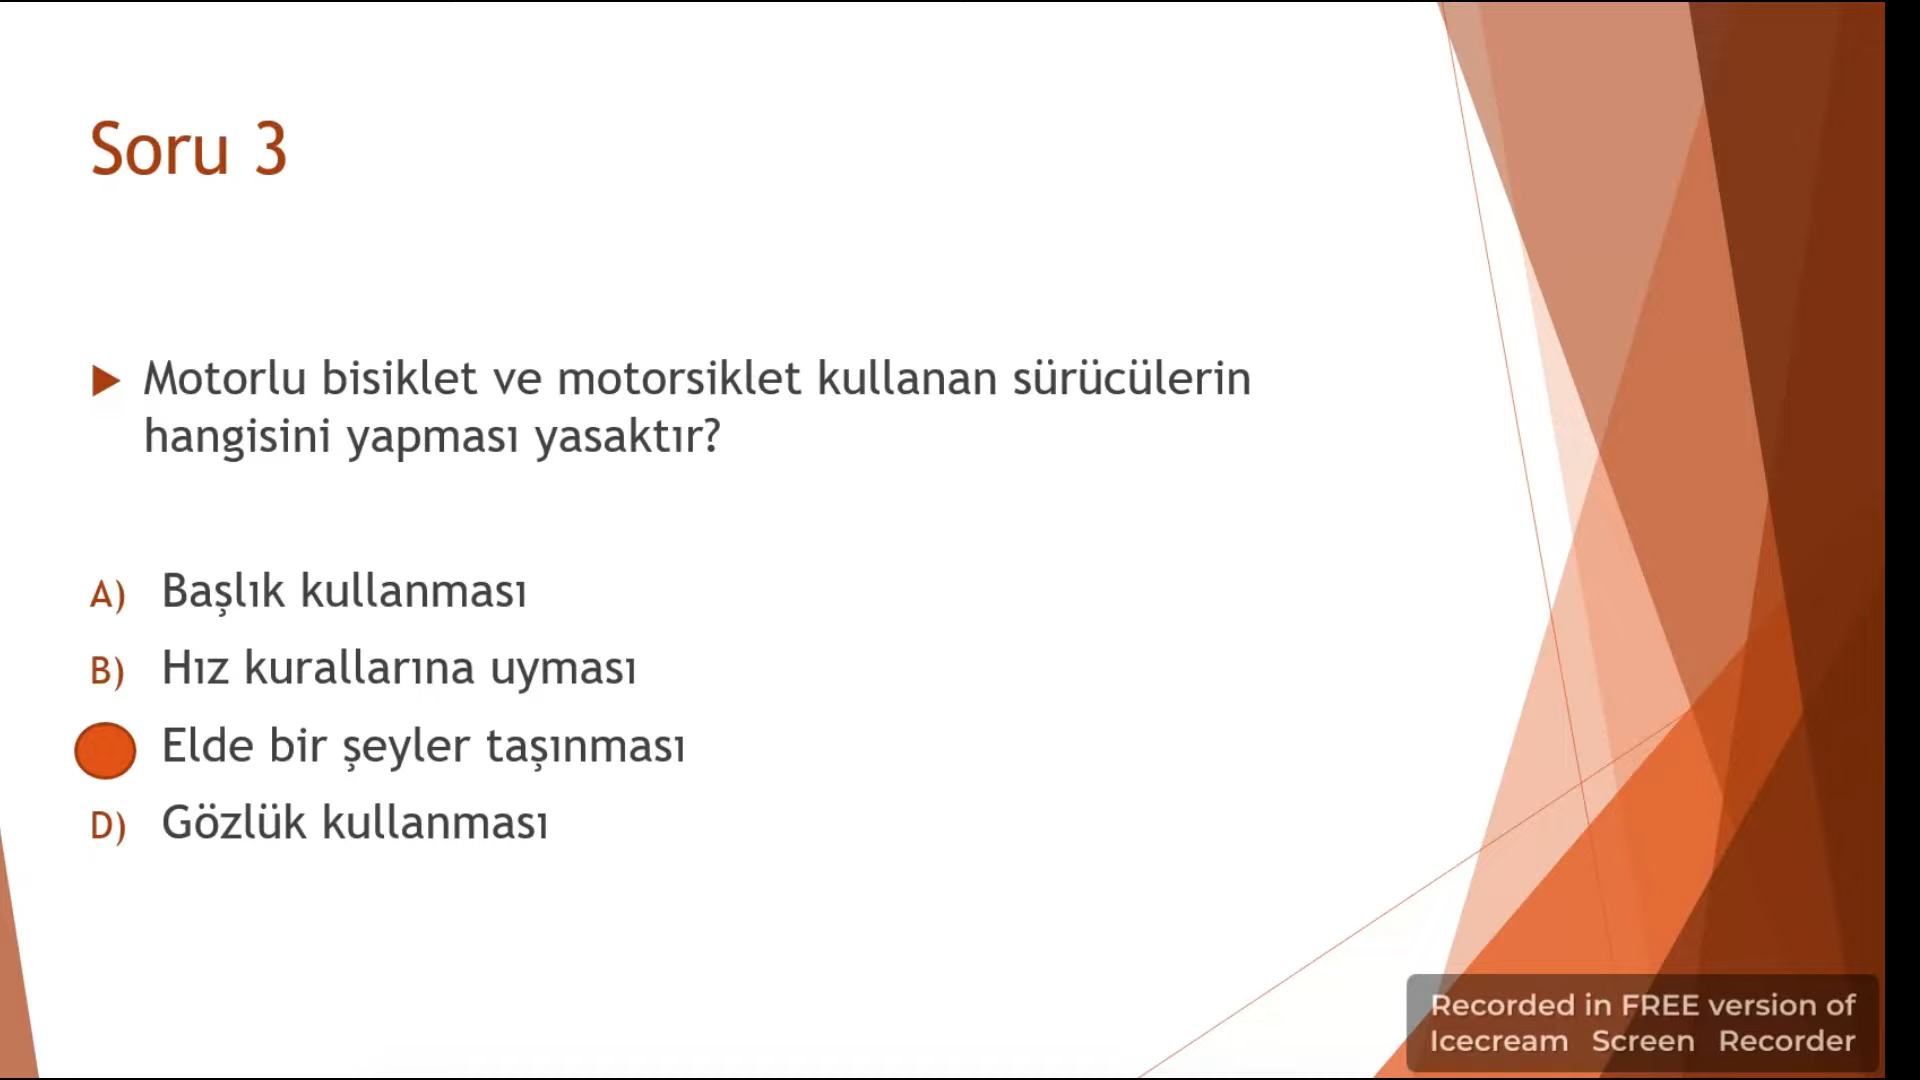 Soru 3
Motorlu bisiklet ve motorsiklet kullanan sürücülerin
hangisini yapması yasaktır?
A) Başlık kullanması
B) Hız kurallarına uyması
Elde bir şeyler taşınması
D) Gözlük kullanması
Recorded in FREE version of
Icecream Screen Recorder